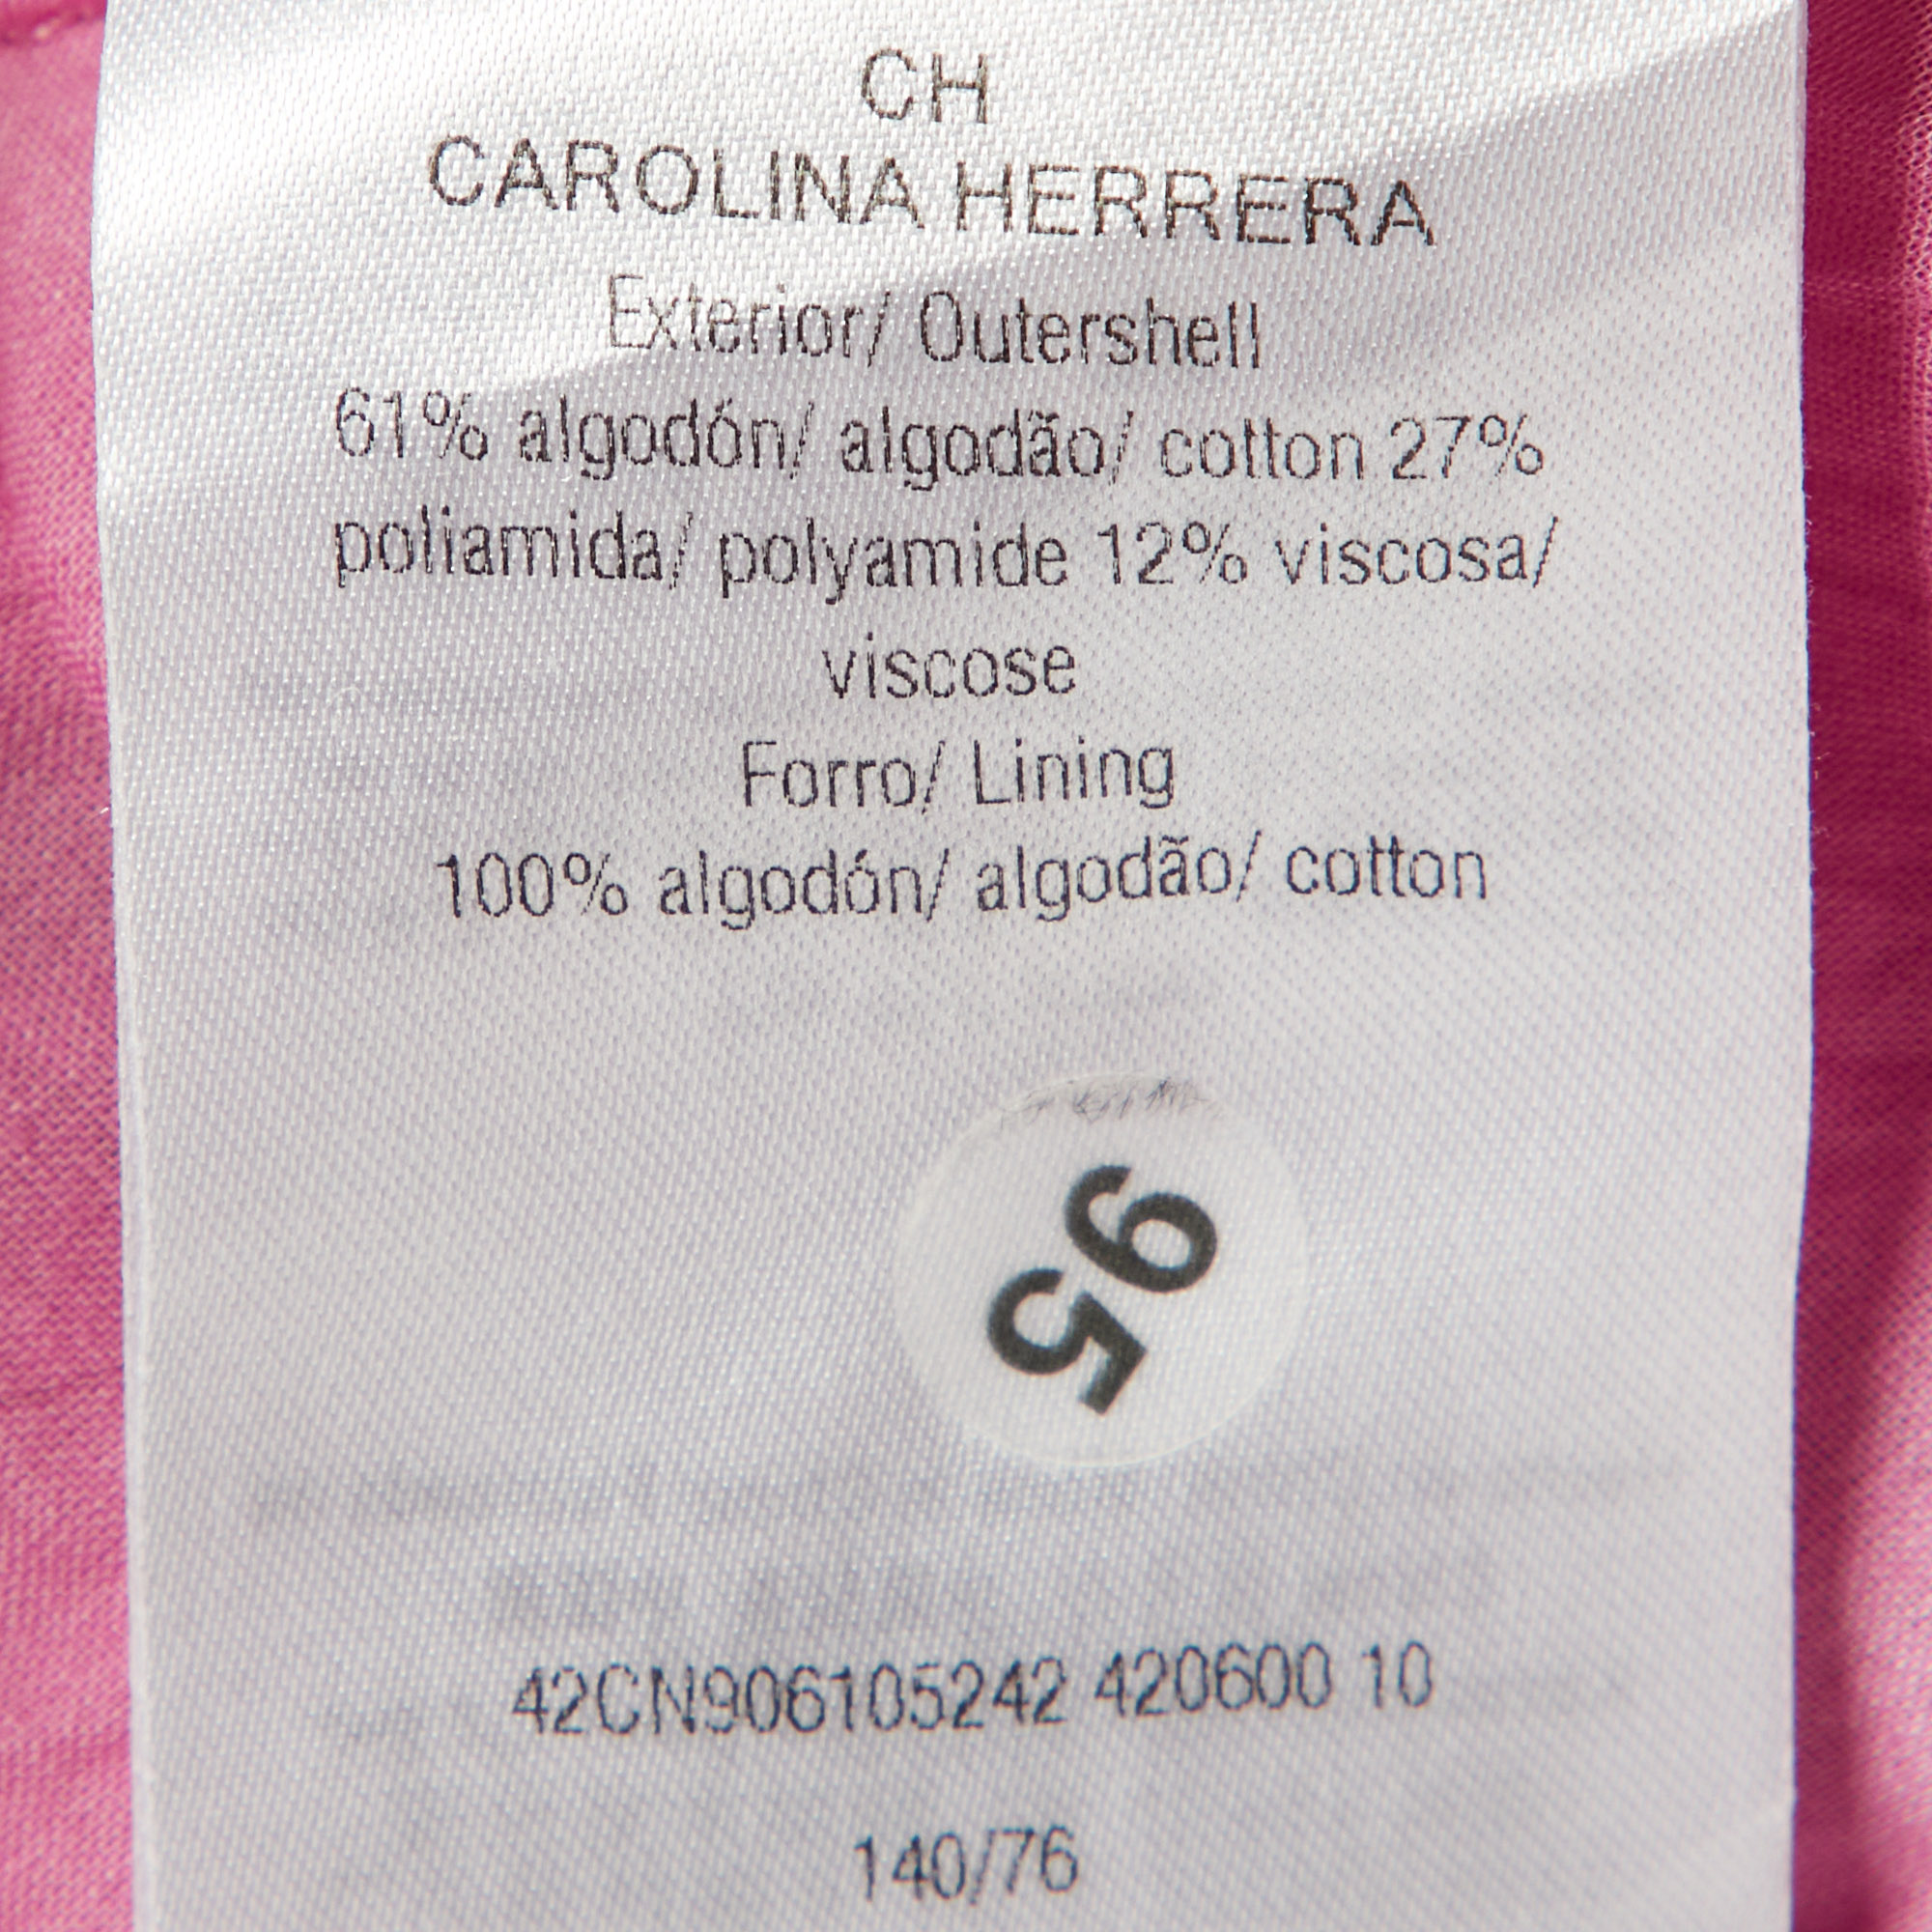 CH
CAROLINA HERRERA
Exterior/ Outershell
61% algodón/ algodão/ cotton 27%
poliamida/ polyamide 12% viscosa/
viscose
Forro/ Lining
100% algodón/ algodão/ cotton
95
42CN906105242 420600 10
140/76